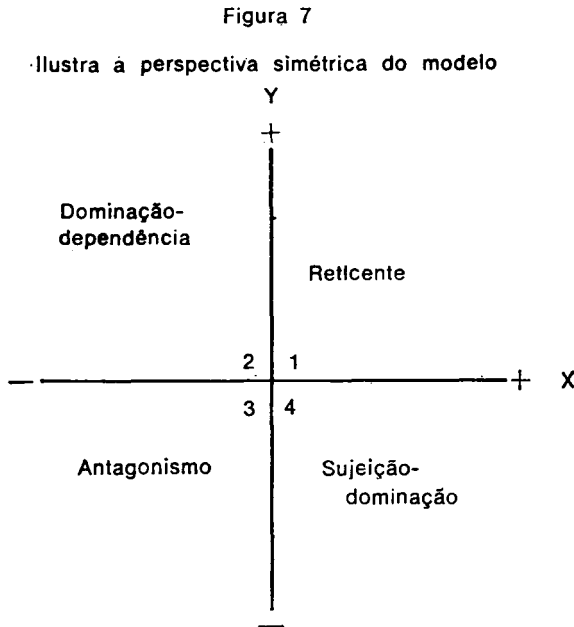 Figura 7
Ilustra a perspectiva simétrica do modelo
Y
+
Dominação-
dependência
Reticente
2 1
— + X
3 4
Antagonismo
Sujeição-
dominação
—